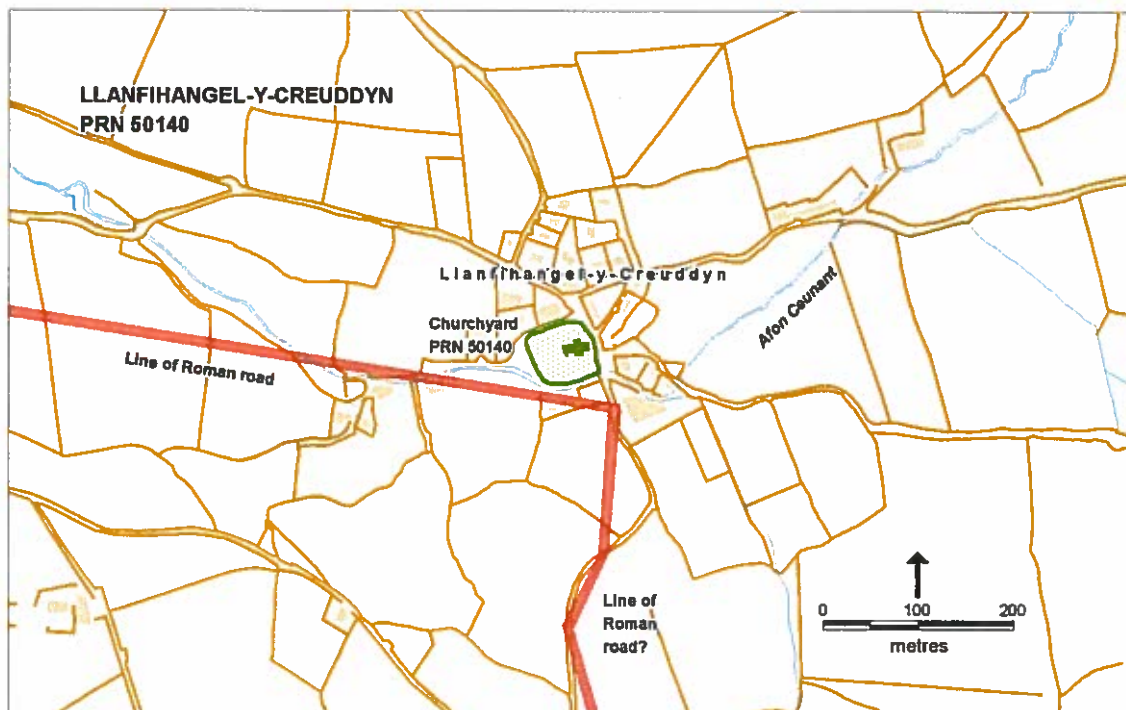 LLANFIHANGEL-Y-CREUDDYN
PRN 50140
Llanfihangel-y-Creuddyn
Churchyard
PRN 50140
Line of Roman road
Afon Ceunant
Line of
Roman
road?
0 100 200
metres